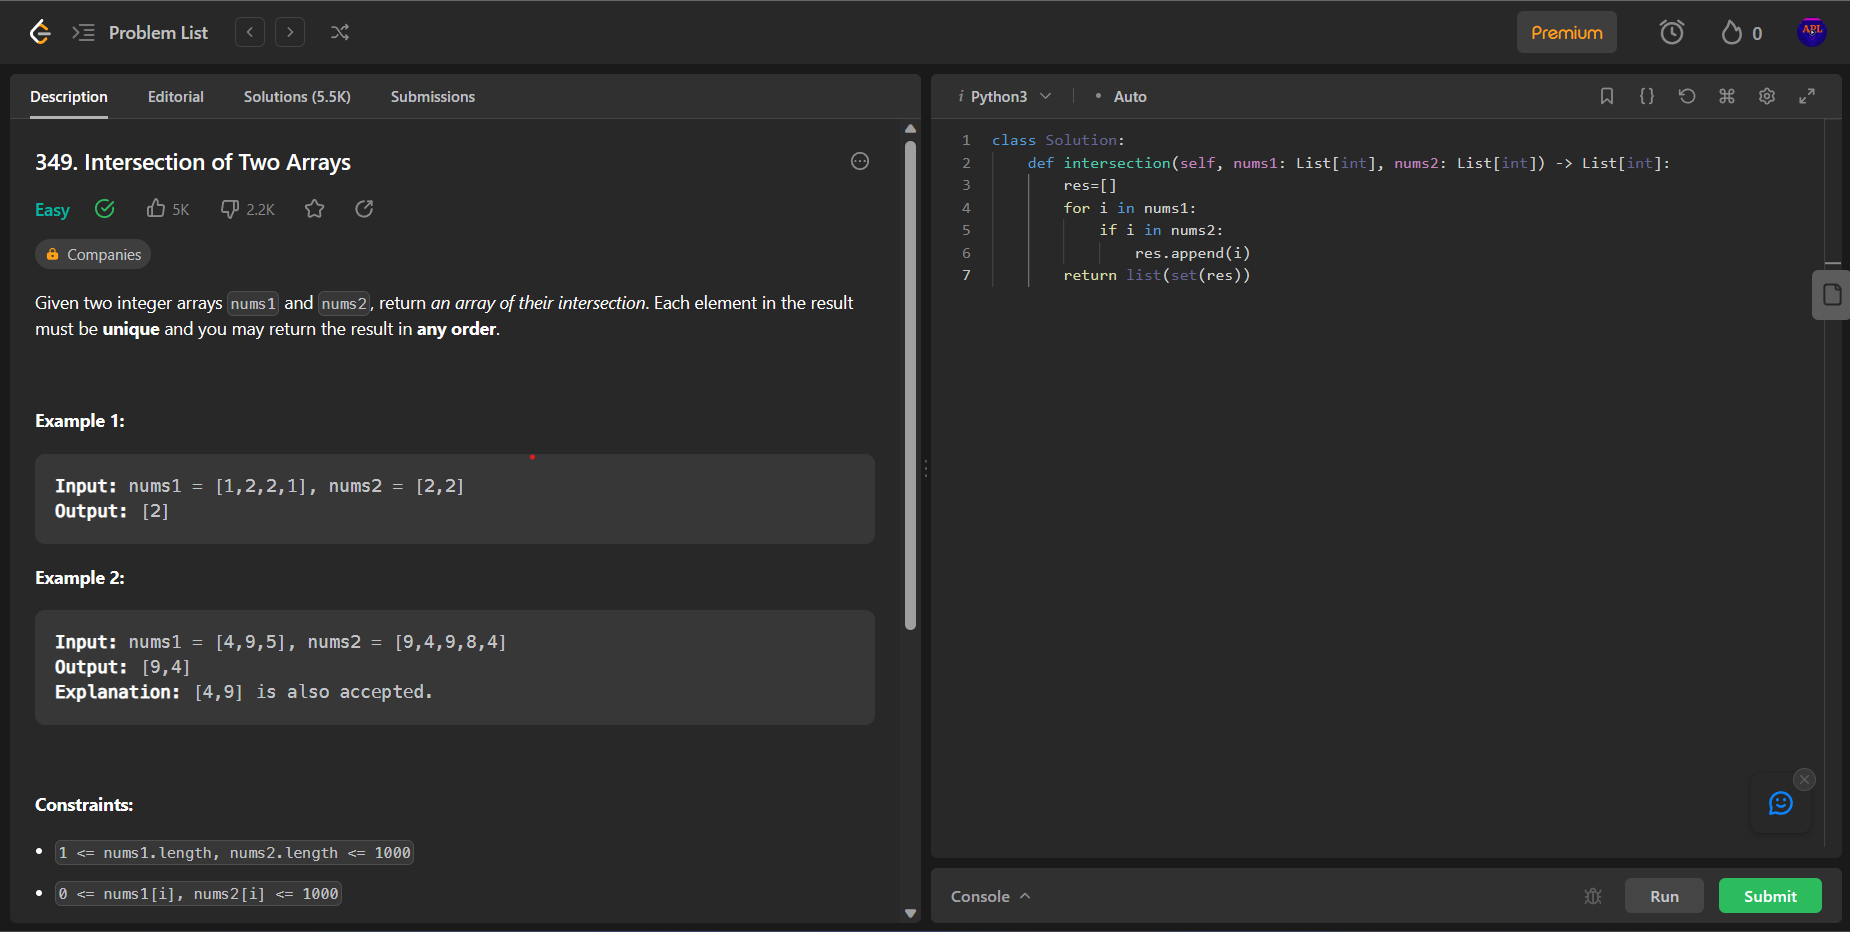 Problem List
Premium
0
APL
Description Editorial Solutions (5.5K) Submissions
349. Intersection of Two Arrays
Easy 5K 2.2K
Companies
Given two integer arrays nums1 and nums2, return an array of their intersection. Each element in the result
must be unique and you may return the result in any order.
Example 1:
Input: nums1 = [1,2,2,1], nums2 = [2,2]
Output: [2]
Example 2:
Input: nums1 = [4,9,5], nums2 = [9,4,9,8,4]
Output: [9,4]
Explanation: [4,9] is also accepted.
Constraints:
• 1 <= nums1.length, nums2.length <= 1000
• 0 <= nums1[i], nums2[i] <= 1000
i Python3 • Auto
1 class Solution:
2 def intersection(self, nums1: List[int], nums2: List[int]) -> List[int]:
3 res=[]
4 for i in nums1:
5 if i in nums2:
6 res.append(i)
7 return list(set(res))
Console Run Submit